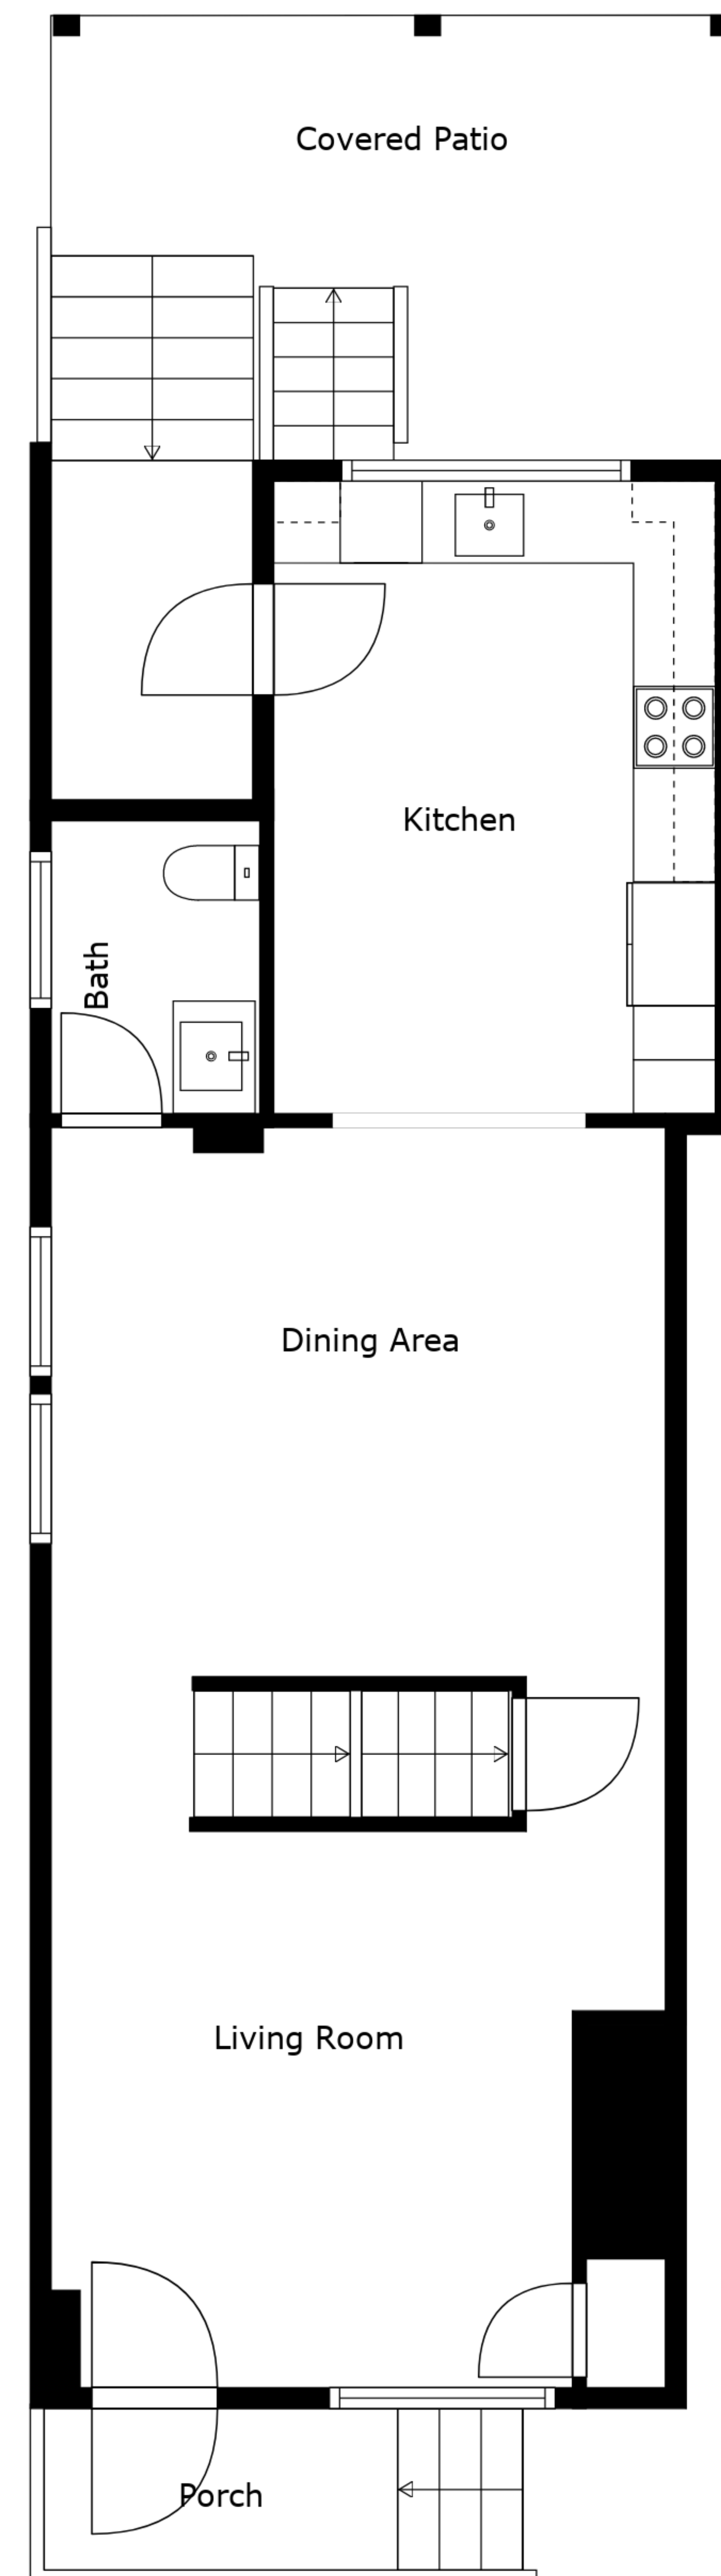 Covered Patio
Kitchen
Bath
Dining Area
Living Room
Porch